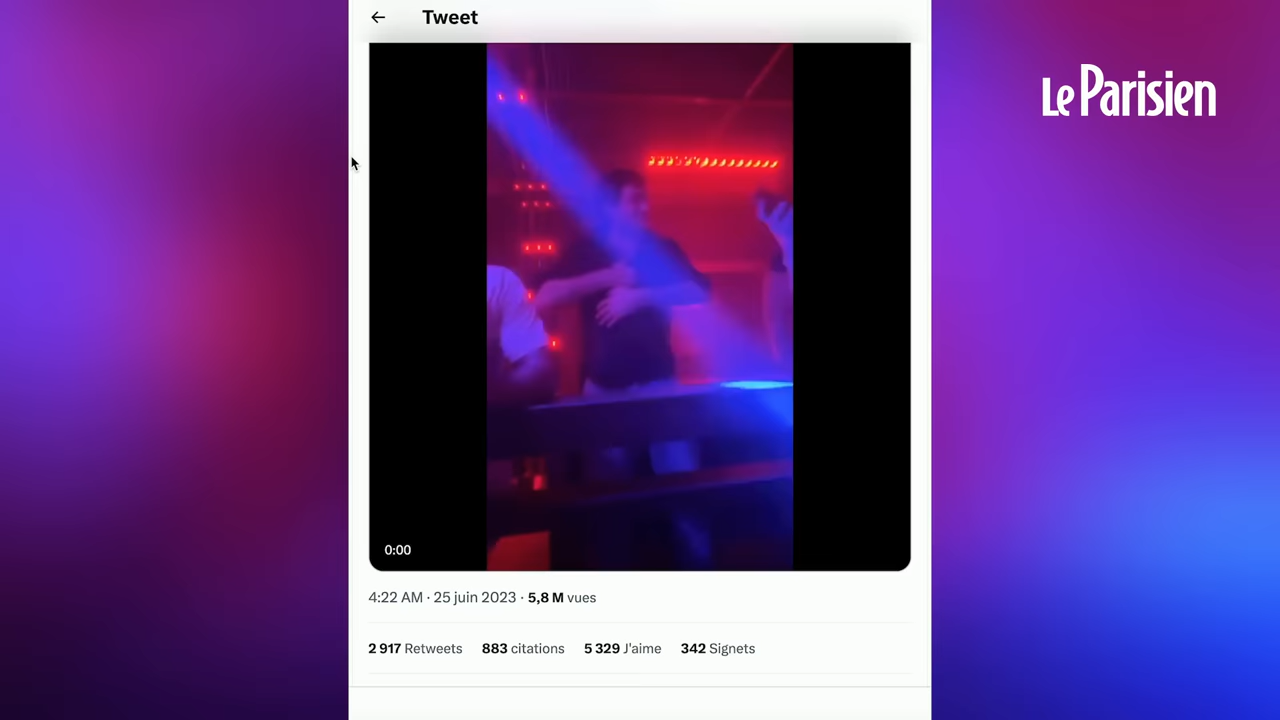 Tweet
Le Parisien
0:00
4:22 AM · 25 juin 2023 · 5,8 M vues
2 917 Retweets 883 citations 5 329 J'aime 342 Signets